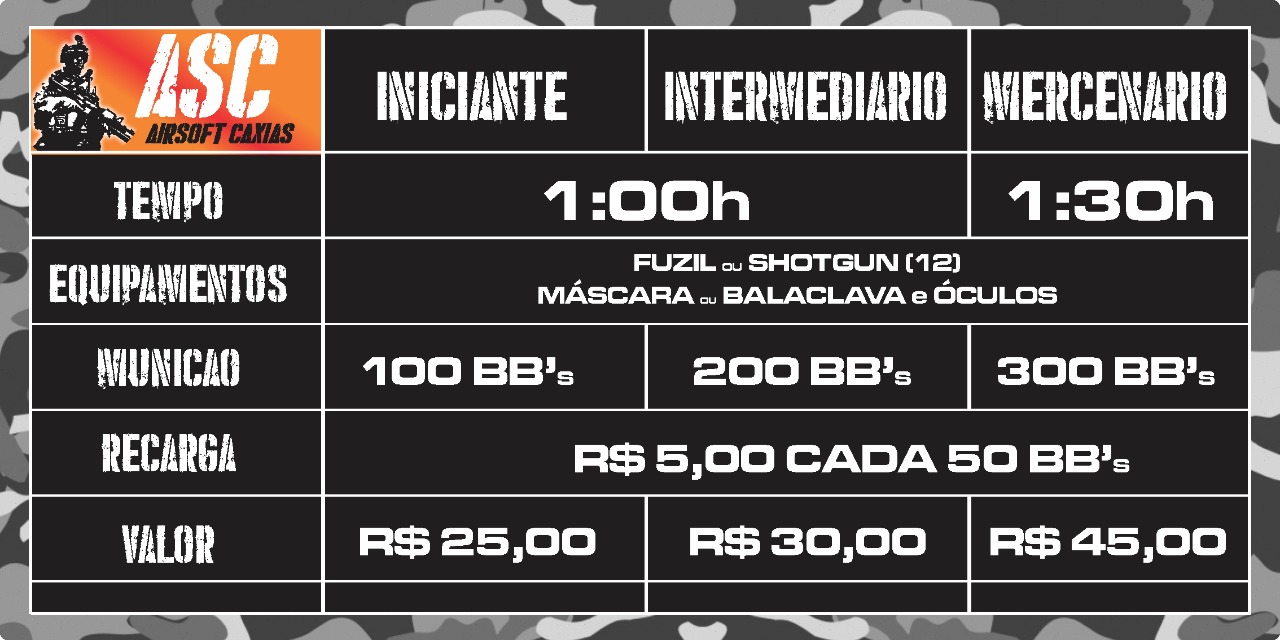 ASC
AIRSOFT CAXIAS
INICIANTE
INTERMEDIARIO
MERCENARIO
TEMPO
1:00h
1:30h
EQUIPAMENTOS
FUZIL ou SHOTGUN (12)
MÁSCARA ou BALACLAVA e ÓCULOS
MUNICAO
100 BB's
200 BB's
300 BB's
RECARGA
R$ 5,00 CADA 50 BB's
VALOR
R$ 25,00
R$ 30,00
R$ 45,00